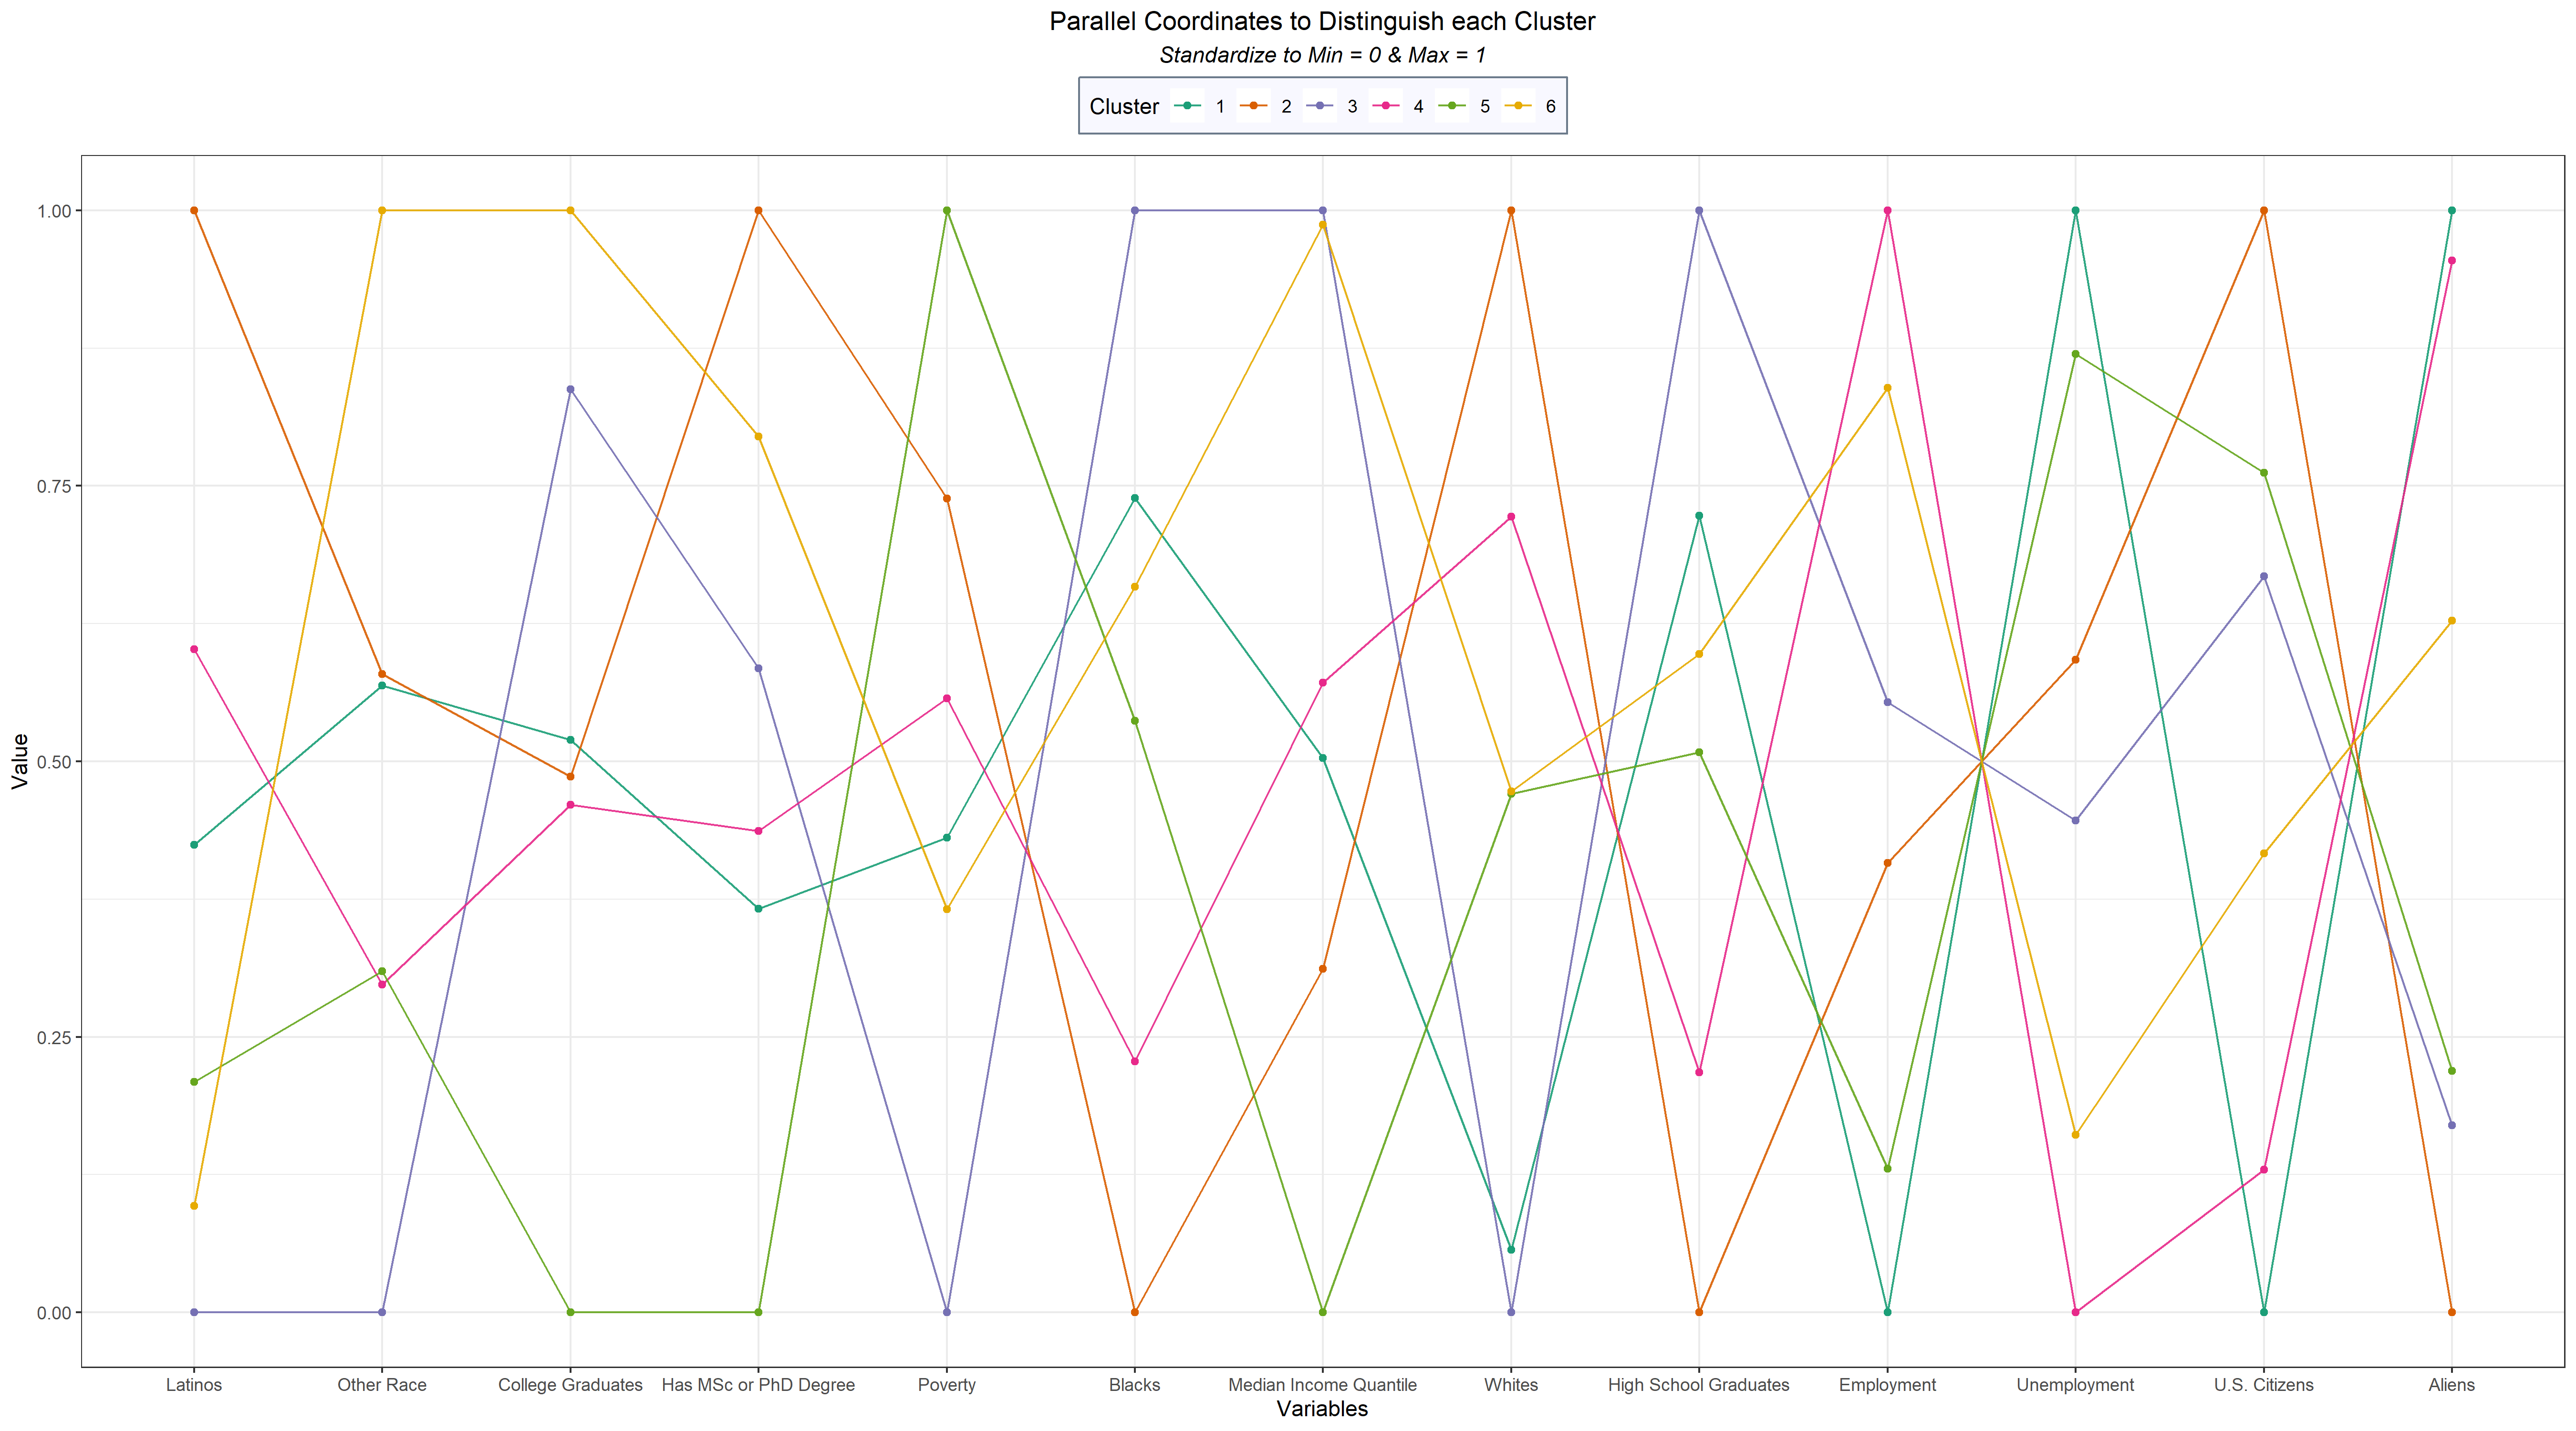 Parallel Coordinates to Distinguish each Cluster
Standardize to Min = 0 & Max = 1
Cluster 1 2 3 4 5 6
1.00
0.75
0.50
0.25
0.00
Value
Latinos Other Race College Graduates Has MSc or PhD Degree Poverty Blacks Median Income Quantile Whites High School Graduates Employment Unemployment U.S. Citizens Aliens
Variables